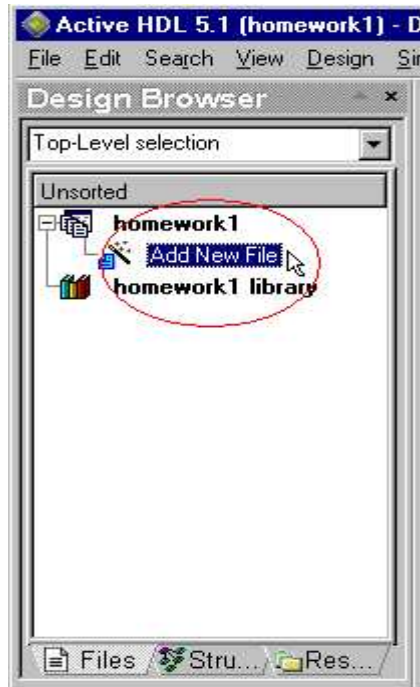 Active HDL 5.1 (homework1) - D
File Edit Search View Design Sin
Design Browser
Top-Level selection
Unsorted
homework1
Add New File
homework1 library
Files Stru... Res...